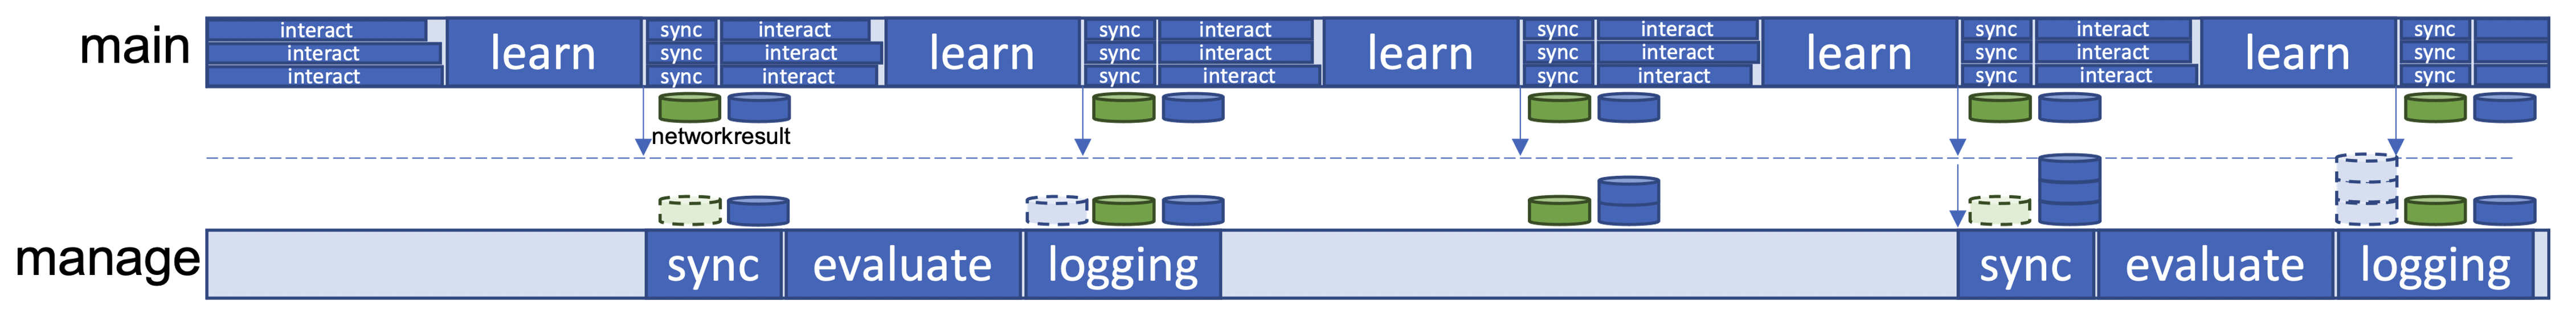 main
interact learn sync interact learn sync interact learn sync interact learn sync interact learn sync
interact sync interact sync interact sync interact sync interact sync
interact sync interact sync interact sync interact sync interact sync
network result
manage
sync evaluate logging sync evaluate logging